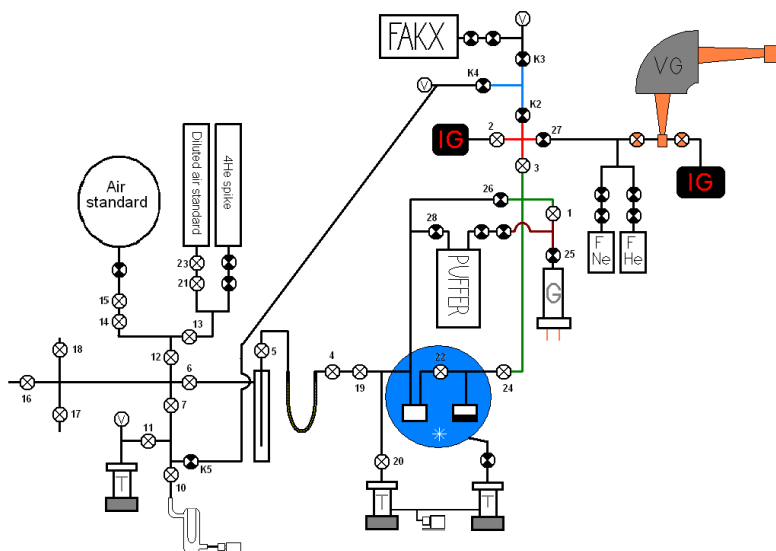 V
FAKX
K3
V
K4
VG
K2
IG
2
27
3
IG
Air
standard
Diluted air standard
4He spike
26
1
28
25
F
Ne
F
He
PUFFER
G
23
21
15
14
13
12
18
6
5
4
19
22
24
16
17
7
V
11
K5
10
T
20
T
T